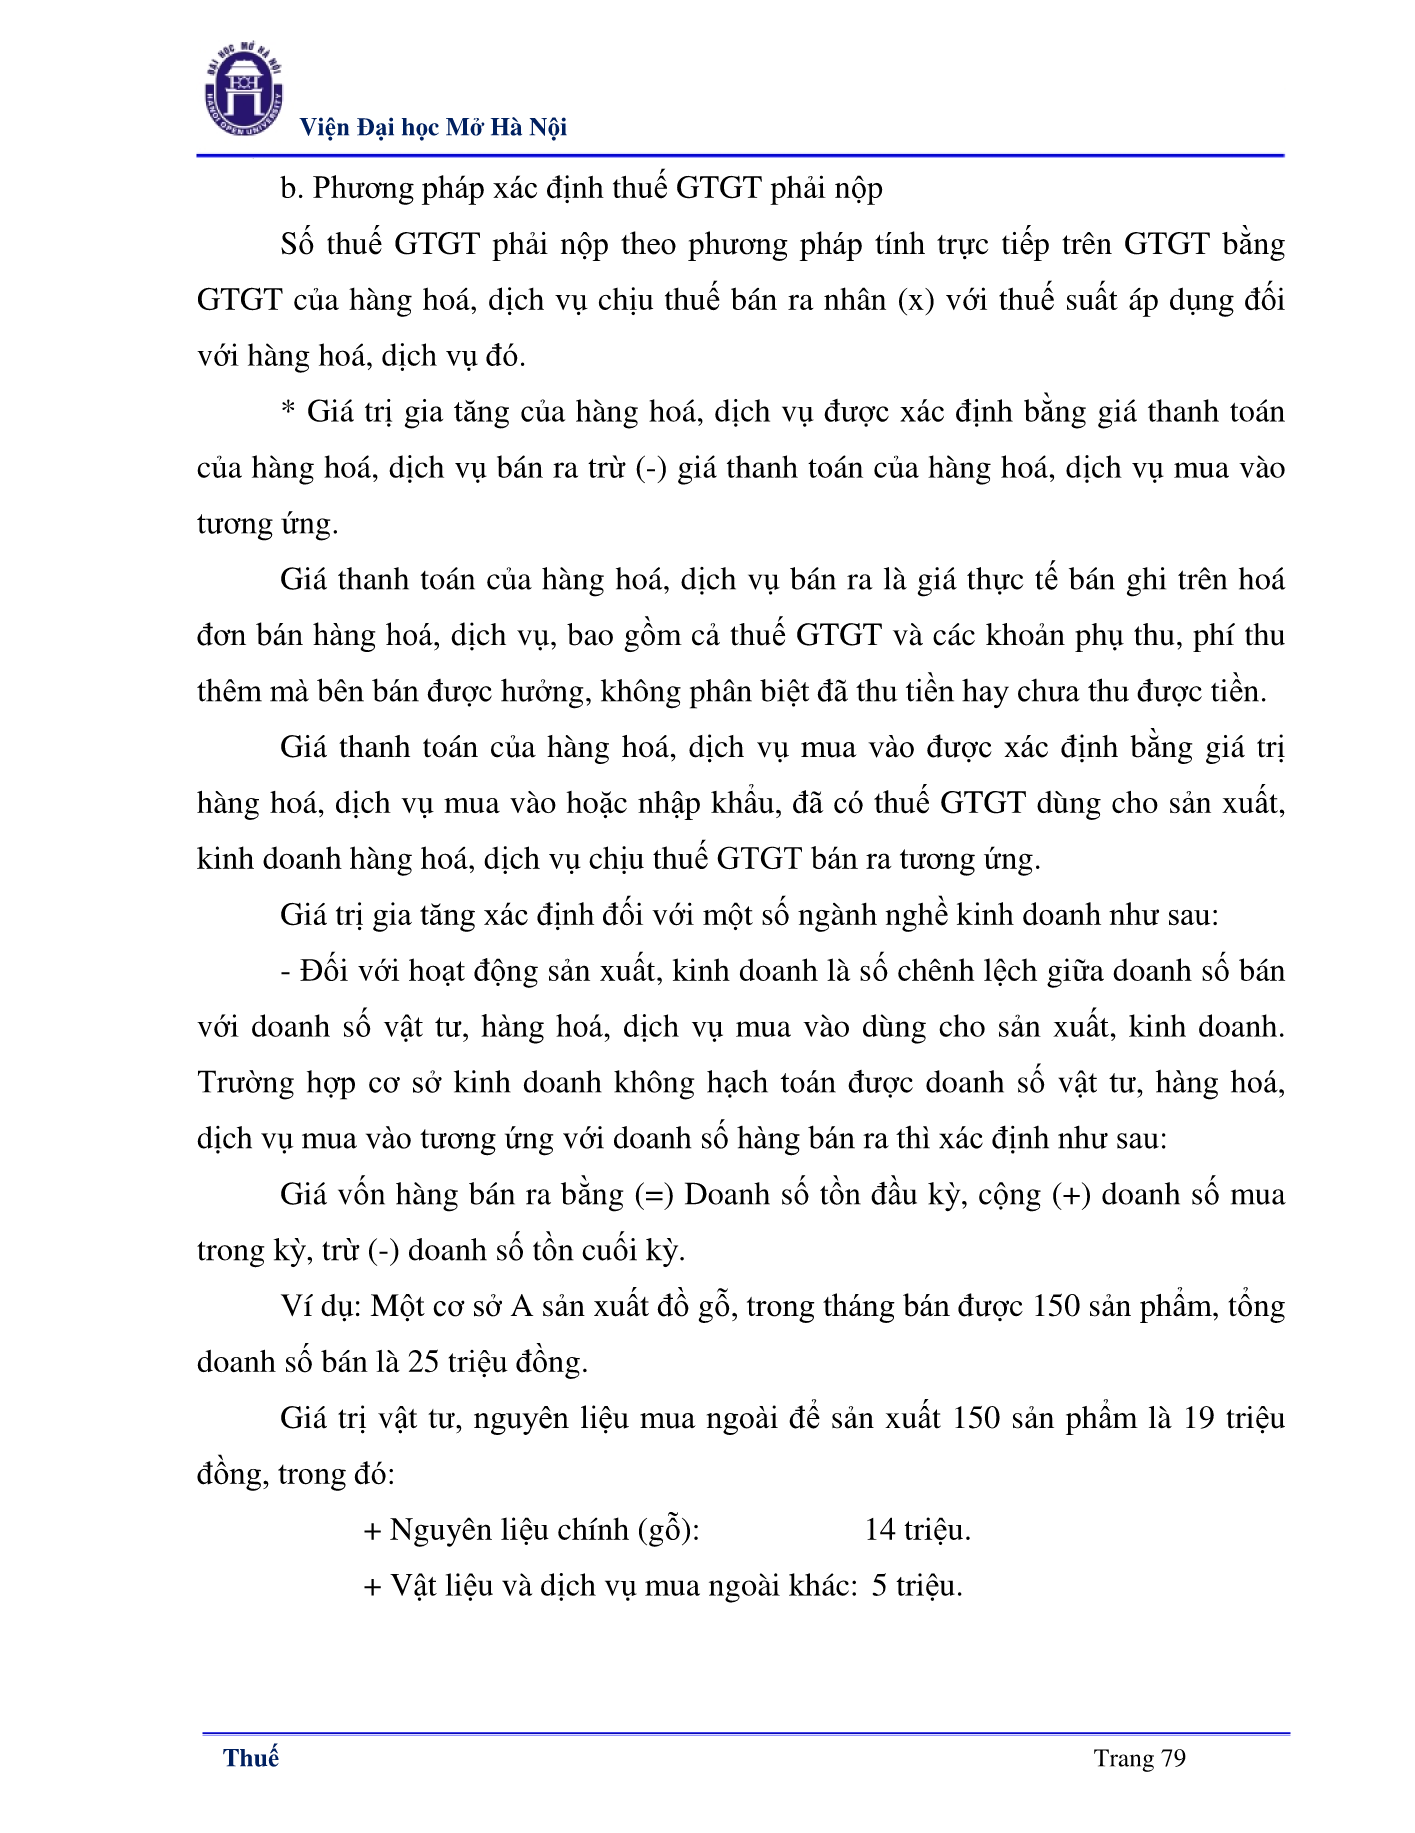 ĐẠI HỌC MỞ HÀ NỘI
HANOI OPEN UNIVERSITY
Viện Đại học Mở Hà Nội
b. Phương pháp xác định thuế GTGT phải nộp
Số thuế GTGT phải nộp theo phương pháp tính trực tiếp trên GTGT bằng
GTGT của hàng hoá, dịch vụ chịu thuế bán ra nhân (x) với thuế suất áp dụng đối
với hàng hoá, dịch vụ đó.
* Giá trị gia tăng của hàng hoá, dịch vụ được xác định bằng giá thanh toán
của hàng hoá, dịch vụ bán ra trừ (-) giá thanh toán của hàng hoá, dịch vụ mua vào
tương ứng.
Giá thanh toán của hàng hoá, dịch vụ bán ra là giá thực tế bán ghi trên hoá
đơn bán hàng hoá, dịch vụ, bao gồm cả thuế GTGT và các khoản phụ thu, phí thu
thêm mà bên bán được hưởng, không phân biệt đã thu tiền hay chưa thu được tiền.
Giá thanh toán của hàng hoá, dịch vụ mua vào được xác định bằng giá trị
hàng hoá, dịch vụ mua vào hoặc nhập khẩu, đã có thuế GTGT dùng cho sản xuất,
kinh doanh hàng hoá, dịch vụ chịu thuế GTGT bán ra tương ứng.
Giá trị gia tăng xác định đối với một số ngành nghề kinh doanh như sau:
- Đối với hoạt động sản xuất, kinh doanh là số chênh lệch giữa doanh số bán
với doanh số vật tư, hàng hoá, dịch vụ mua vào dùng cho sản xuất, kinh doanh.
Trường hợp cơ sở kinh doanh không hạch toán được doanh số vật tư, hàng hoá,
dịch vụ mua vào tương ứng với doanh số hàng bán ra thì xác định như sau:
Giá vốn hàng bán ra bằng (=) Doanh số tồn đầu kỳ, cộng (+) doanh số mua
trong kỳ, trừ (-) doanh số tồn cuối kỳ.
Ví dụ: Một cơ sở A sản xuất đồ gỗ, trong tháng bán được 150 sản phẩm, tổng
doanh số bán là 25 triệu đồng.
Giá trị vật tư, nguyên liệu mua ngoài để sản xuất 150 sản phẩm là 19 triệu
đồng, trong đó:
+ Nguyên liệu chính (gỗ): 14 triệu.
+ Vật liệu và dịch vụ mua ngoài khác: 5 triệu.
Thuế Trang 79